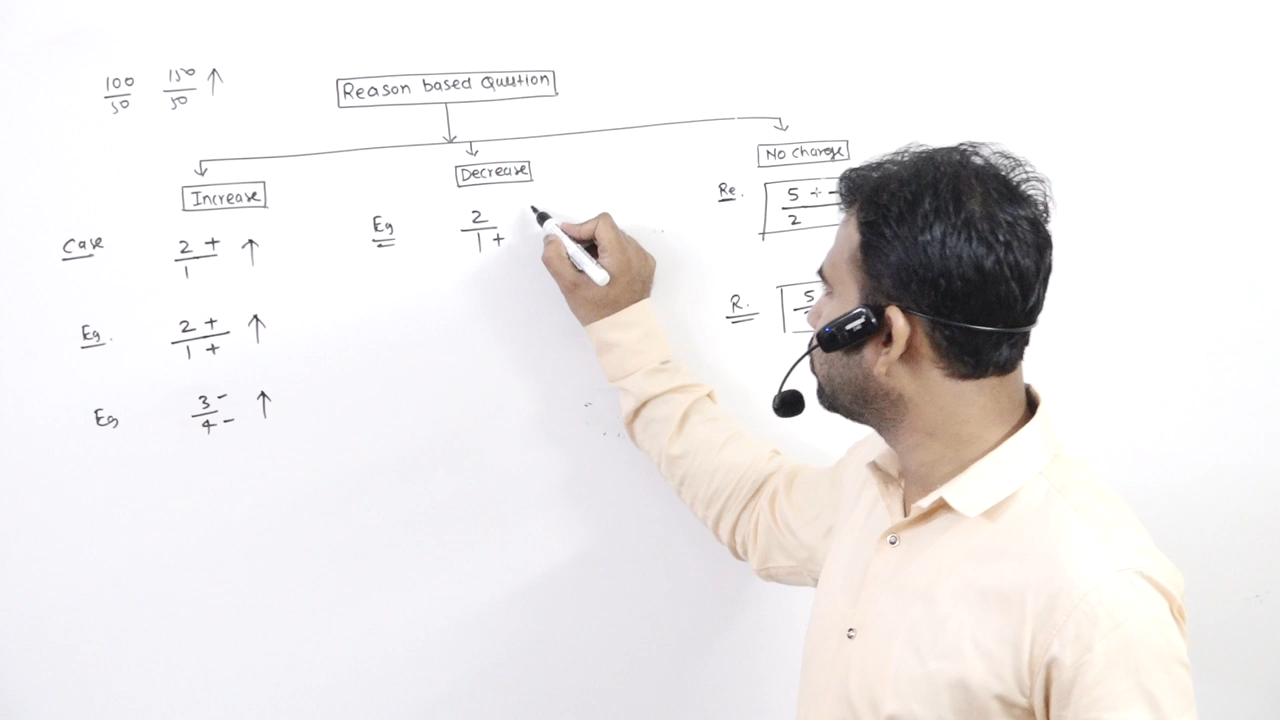 100 150 ↑
50 50
Reason based Question
Increase
Decrease
No change
Case 2 + ↑
1
Eg. 2 + ↑
1 +
Eg 3 - ↑
4 -
Eg 2
1 +
Re. 5 ÷ -
2
R. 5